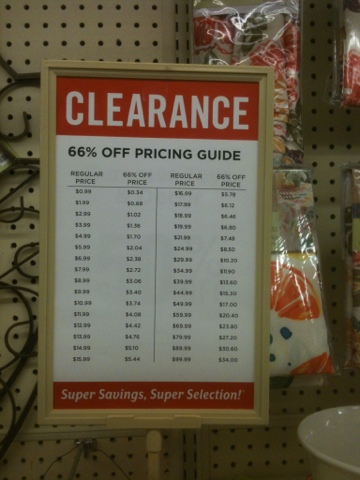 CLEARANCE
66% OFF PRICING GUIDE
REGULAR PRICE 66% OFF PRICE REGULAR PRICE 66% OFF PRICE
$0.99 $0.34 $16.99 $5.78
$1.99 $0.68 $17.99 $6.12
$2.99 $1.02 $18.99 $6.46
$3.99 $1.36 $19.99 $6.80
$4.99 $1.70 $21.99 $7.48
$5.99 $2.04 $24.99 $8.50
$6.99 $2.38 $29.99 $10.20
$7.99 $2.72 $34.99 $11.90
$8.99 $3.06 $39.99 $13.60
$9.99 $3.40 $44.99 $15.30
$10.99 $3.74 $49.99 $17.00
$11.99 $4.08 $59.99 $20.40
$12.99 $4.42 $69.99 $23.80
$13.99 $4.76 $79.99 $27.20
$14.99 $5.10 $89.99 $30.60
$15.99 $5.44 $99.99 $34.00
Super Savings, Super Selection!